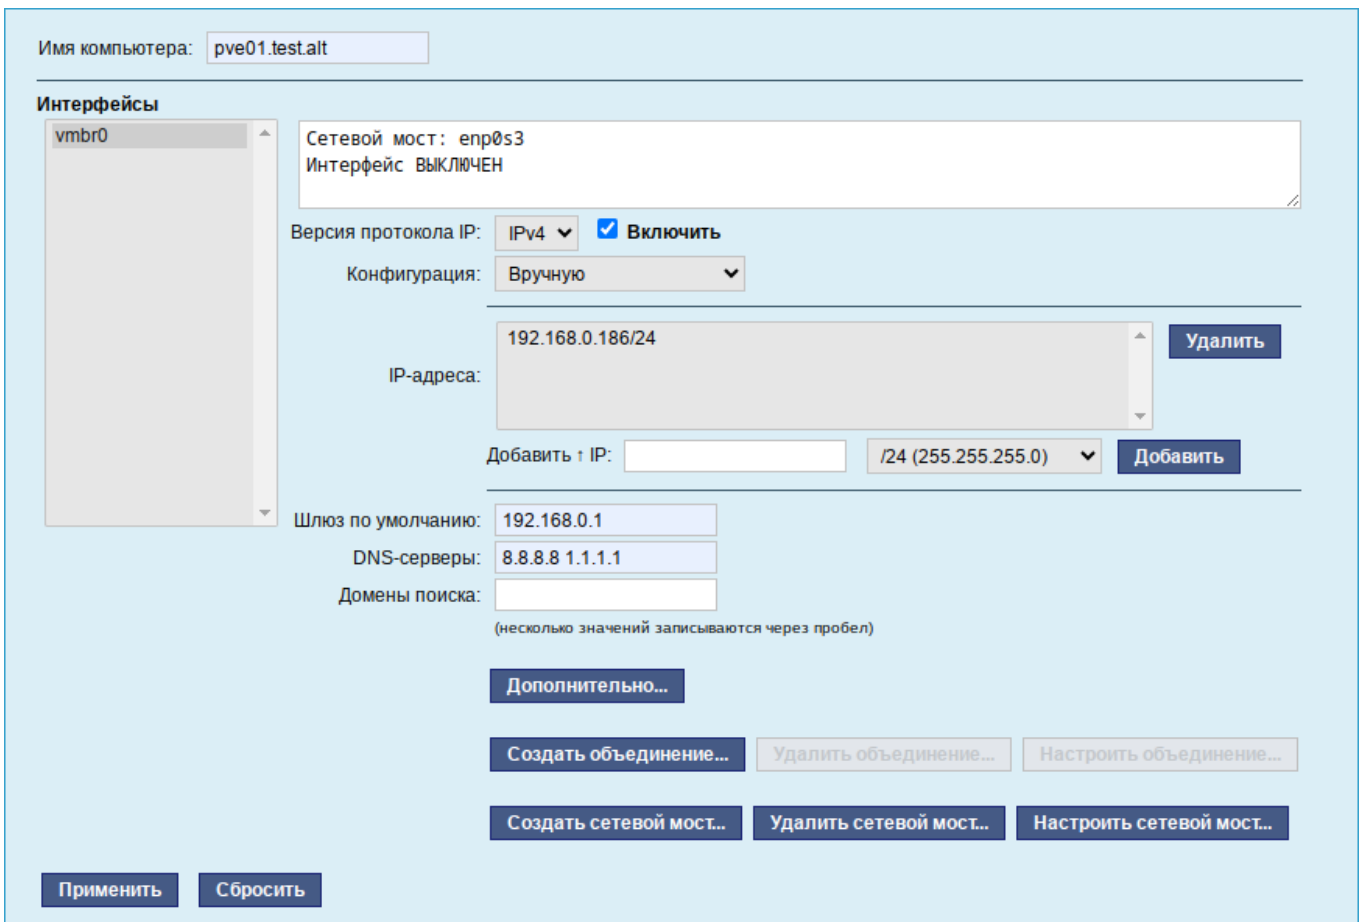 Имя компьютера: pve01.test.alt
Интерфейсы
vmbr0
Сетевой мост: enp0s3
Интерфейс ВЫКЛЮЧЕН
Версия протокола IP: IPv4 Включить
Конфигурация: Вручную
192.168.0.186/24 Удалить
IP-адреса:
Добавить ↑ IP: /24 (255.255.255.0) Добавить
Шлюз по умолчанию: 192.168.0.1
DNS-серверы: 8.8.8.8 1.1.1.1
Домены поиска:
(несколько значений записываются через пробел)
Дополнительно...
Создать объединение... Удалить объединение... Настроить объединение...
Создать сетевой мост... Удалить сетевой мост... Настроить сетевой мост...
Применить Сбросить